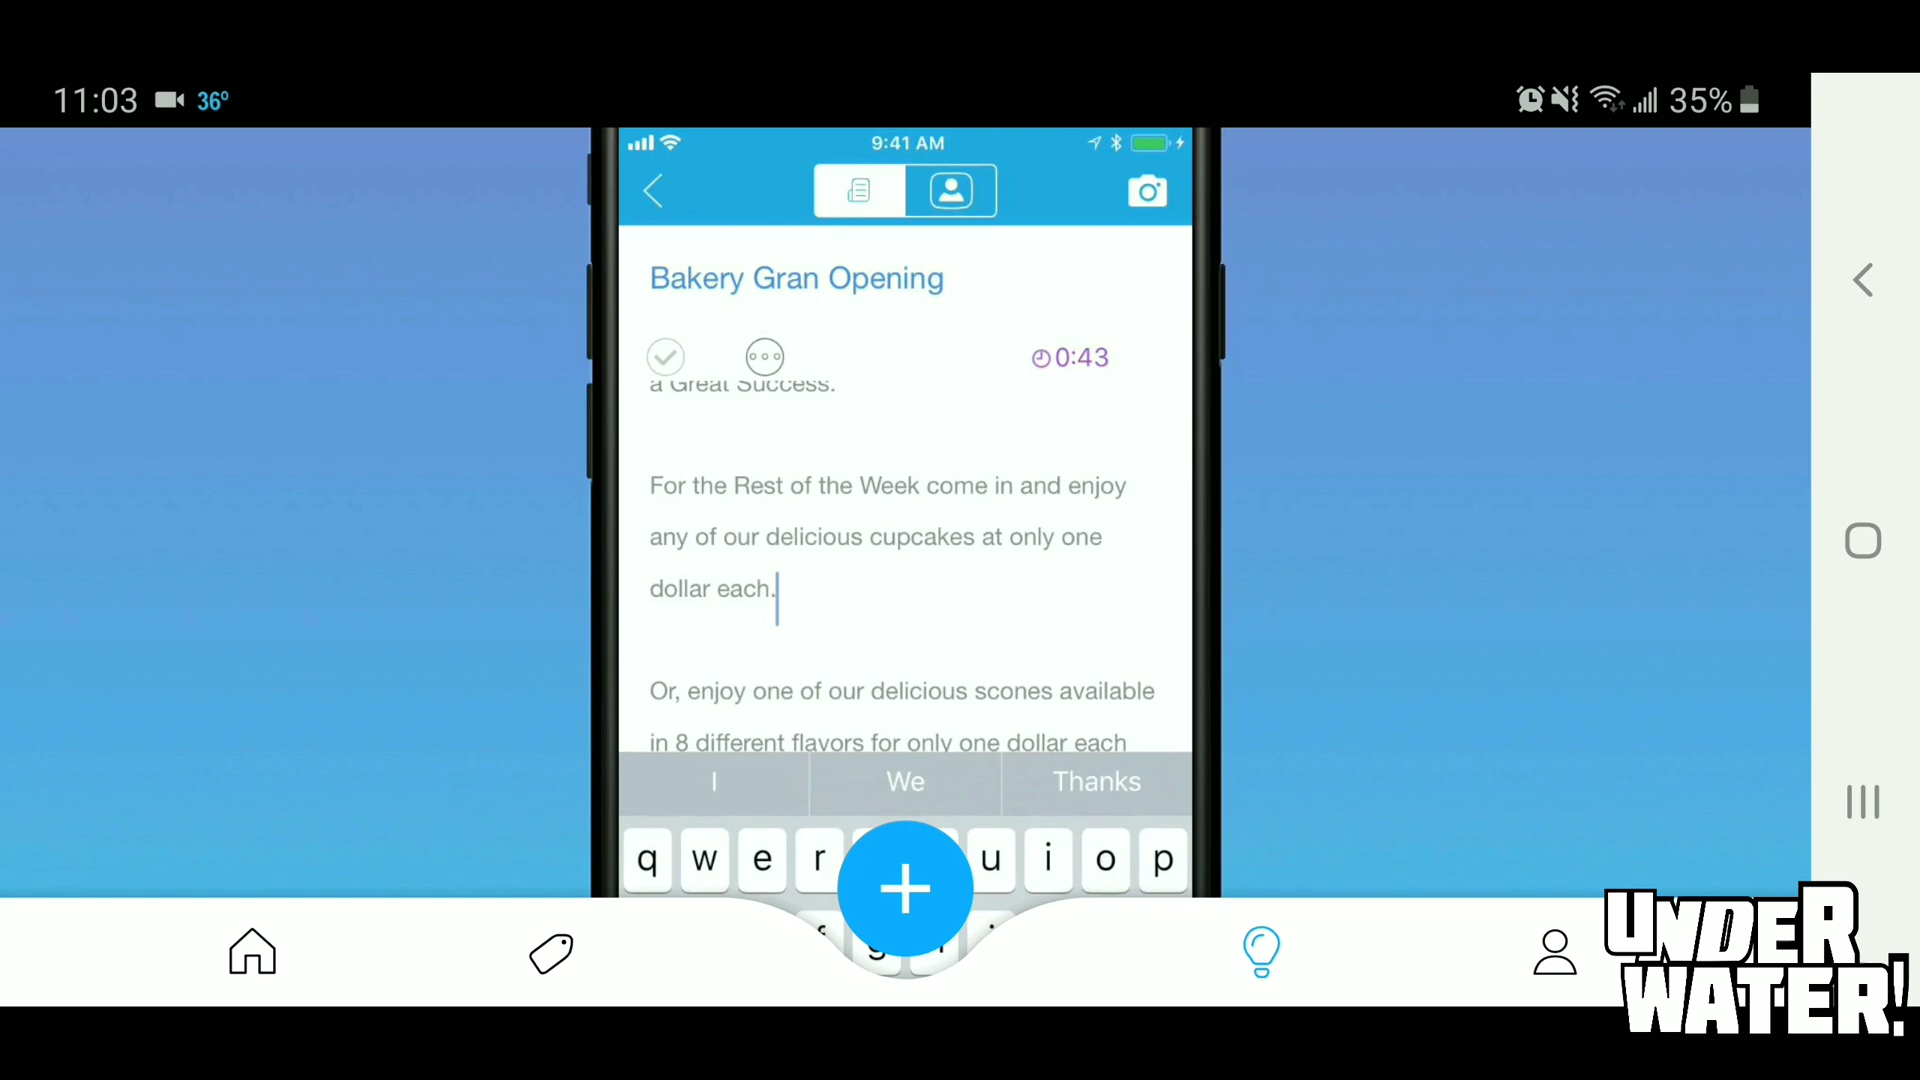 11:03 36°
35%
9:41 AM
Bakery Gran Opening
0:43
a Great Success.
For the Rest of the Week come in and enjoy
any of our delicious cupcakes at only one
dollar each.
Or, enjoy one of our delicious scones available
in 8 different flavors for only one dollar each
I We Thanks
q w e r u i o p
g
UNDER
WATER!